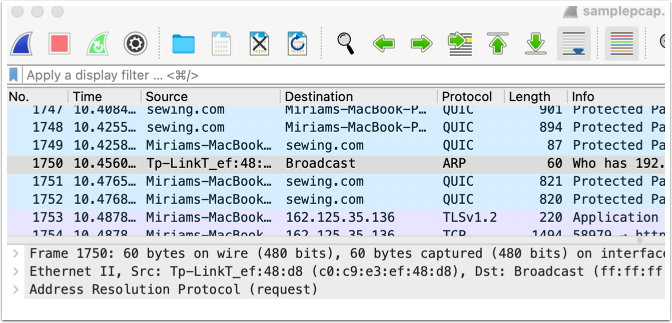 samplepcap.
Apply a display filter ... <⌘/>
No. Time Source Destination Protocol Length Info
1747 10.4084… sewing.com Miriams-MacBook-P… QUIC 901 Protected Pa
1748 10.4255… sewing.com Miriams-MacBook-P… QUIC 894 Protected Pa
1749 10.4258… Miriams-MacBook… sewing.com QUIC 87 Protected Pa
1750 10.4560… Tp-LinkT_ef:48:… Broadcast ARP 60 Who has 192.
1751 10.4765… Miriams-MacBook… sewing.com QUIC 821 Protected Pa
1752 10.4768… Miriams-MacBook… sewing.com QUIC 820 Protected Pa
1753 10.4878… Miriams-MacBook… 162.125.35.136 TLSv1.2 220 Application
1754 10.4878… Miriams-MacBook… 162.125.35.136 TCP 1494 58979 → http
Frame 1750: 60 bytes on wire (480 bits), 60 bytes captured (480 bits) on interface
Ethernet II, Src: Tp-LinkT_ef:48:d8 (c0:c9:e3:ef:48:d8), Dst: Broadcast (ff:ff:ff
Address Resolution Protocol (request)